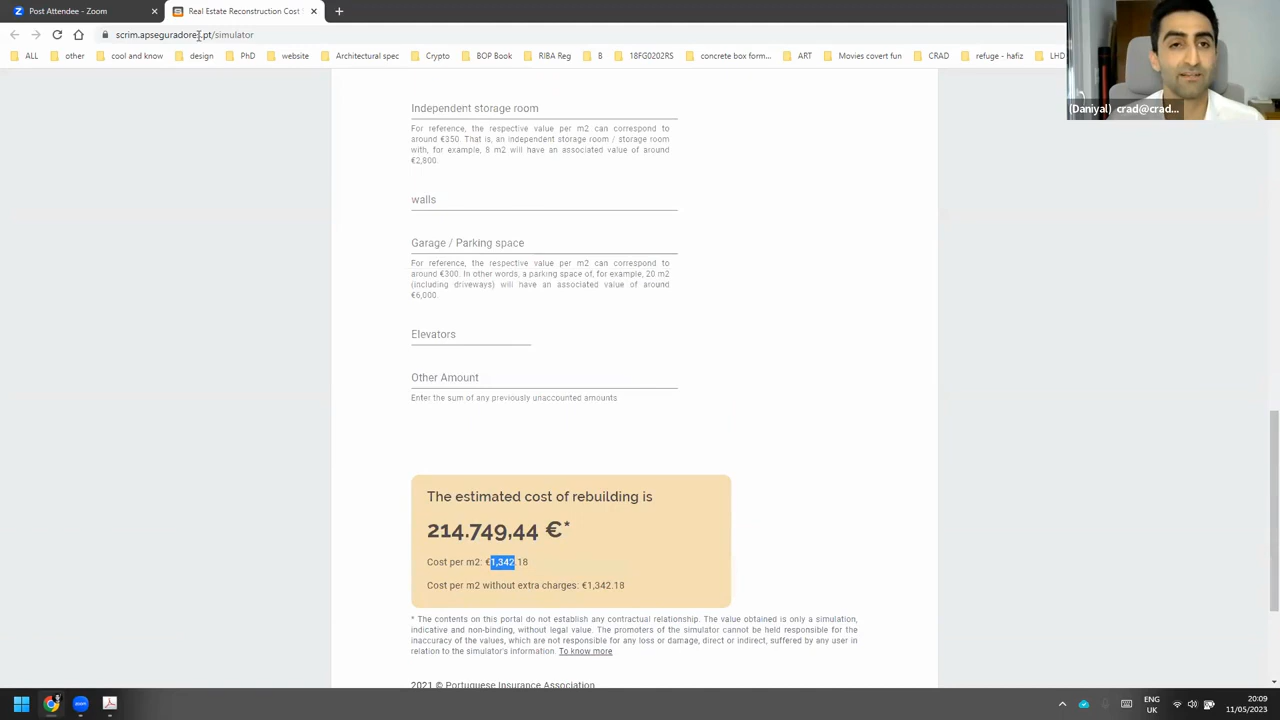 Post Attendee - Zoom
Real Estate Reconstruction Cost S
scrim.apseguradores.pt/simulator
ALL
other
cool and know
design
PhD
website
Architectural spec
Crypto
BOP Book
RIBA Reg
B
18FG0202RS
concrete box form...
ART
Movies covert fun
CRAD
refuge - hafiz
LHD
(Daniyal) crad@crad...
Independent storage room
For reference, the respective value per m2 can correspond to
around €350. That is, an independent storage room / storage room
with, for example, 8 m2 will have an associated value of around
€2,800.
walls
Garage / Parking space
For reference, the respective value per m2 can correspond to
around €300. In other words, a parking space of, for example, 20 m2
(including driveways) will have an associated value of around
€6,000.
Elevators
Other Amount
Enter the sum of any previously unaccounted amounts
The estimated cost of rebuilding is
214.749,44 €*
Cost per m2: €1,342.18
Cost per m2 without extra charges: €1,342.18
* The contents on this portal do not establish any contractual relationship. The value obtained is only a simulation,
indicative and non-binding, without legal value. The promoters of the simulator cannot be held responsible for the
inaccuracy of the values, which are not responsible for any loss or damage, direct or indirect, suffered by any user in
relation to the simulator's information. To know more
2021 © Portuguese Insurance Association
zoom
ENG
UK
20:09
11/05/2023